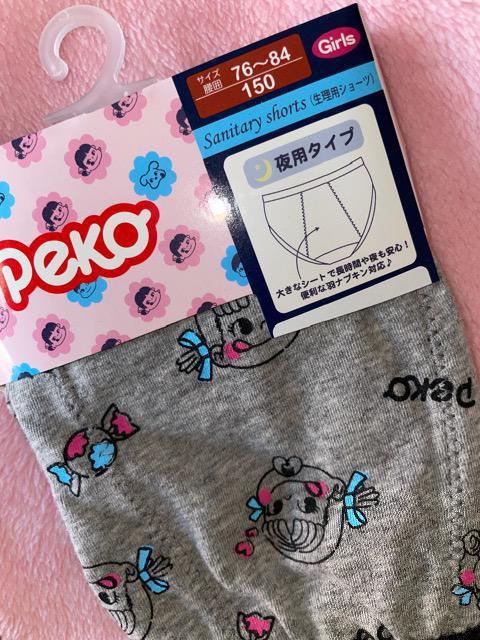 Girls
サイズ
腰囲
76～84
150
Sanitary shorts (生理用ショーツ)
夜用タイプ
大きなシートで長時間や夜も安心！
便利な羽ナプキン対応♪
Peko
peko